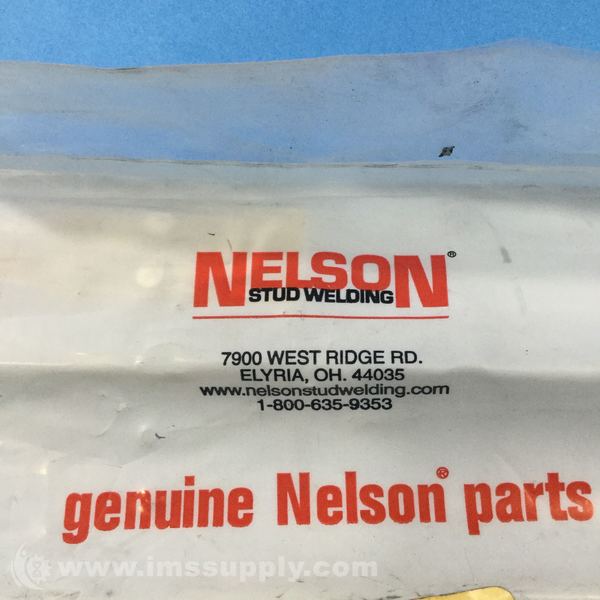 NELSON®
STUD WELDING
7900 WEST RIDGE RD.
ELYRIA, OH. 44035
www.nelsonstudwelding.com
1-800-635-9353
genuine Nelson® parts
www.imssupply.com